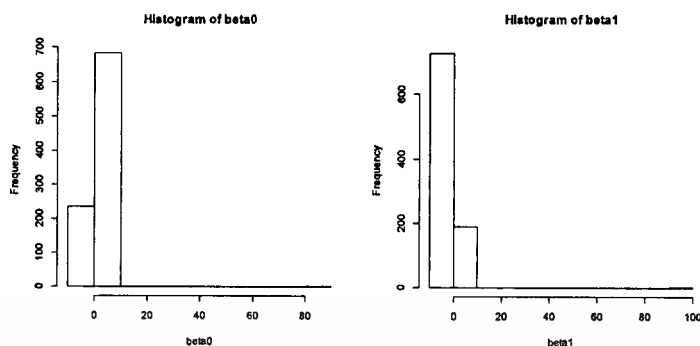 Histogram of beta0
Frequency
700
600
500
400
300
200
100
0
0 20 40 60 80
beta0
Histogram of beta1
Frequency
600
400
200
0
0 20 40 60 80 100
beta1